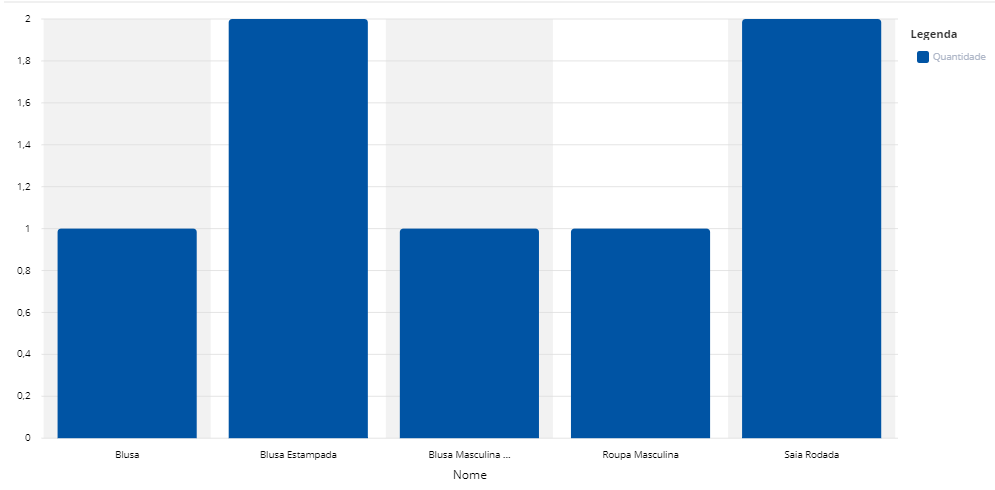 2
1,8
1,6
1,4
1,2
1
0,8
0,6
0,4
0,2
0
Blusa
Blusa Estampada
Blusa Masculina ...
Roupa Masculina
Saia Rodada
Nome
Legenda
Quantidade